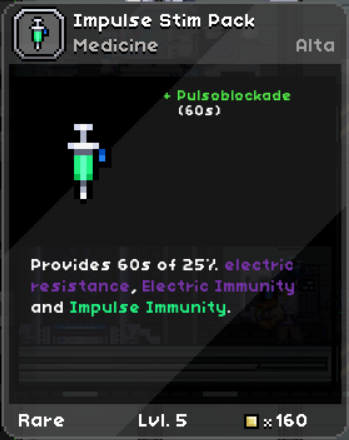 Impulse Stim Pack
Medicine Alta
+ Pulsoblockade
(60s)
Provides 60s of 25% electric
resistance, Electric Immunity
and Impulse Immunity.
Rare Lvl. 5 x160